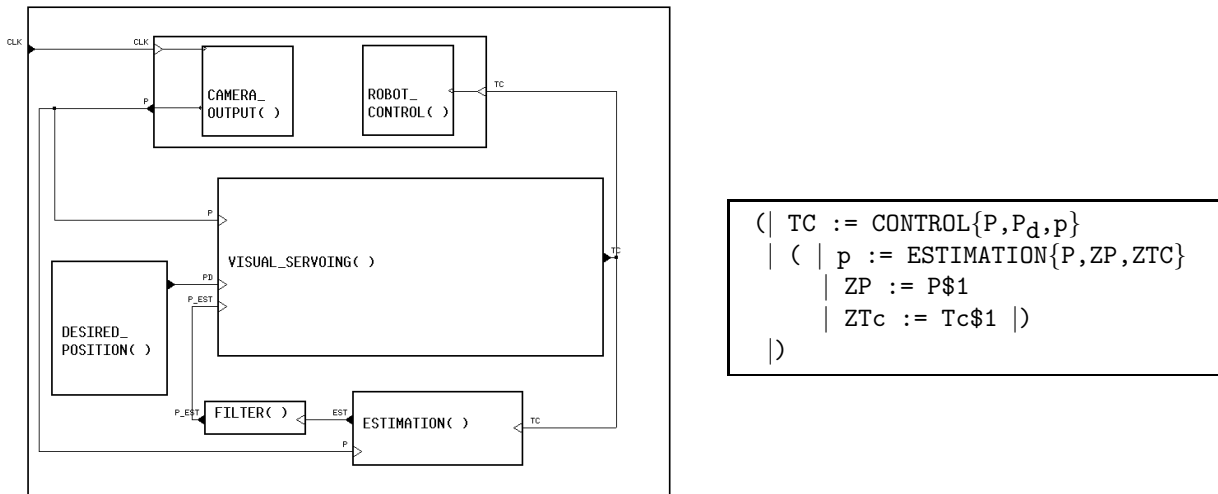 CLK
CLK
CAMERA_
OUTPUT( )
ROBOT_
CONTROL( )
TC
P
P
VISUAL_SERVOING( )
TC
PD
P_EST
DESIRED_
POSITION( )
P_EST
FILTER( )
EST
ESTIMATION( )
TC
P
(| TC := CONTROL{P,Pd,p}
| ( | p := ESTIMATION{P,ZP,ZTC}
| ZP := P$1
| ZTc := Tc$1 |)
|)